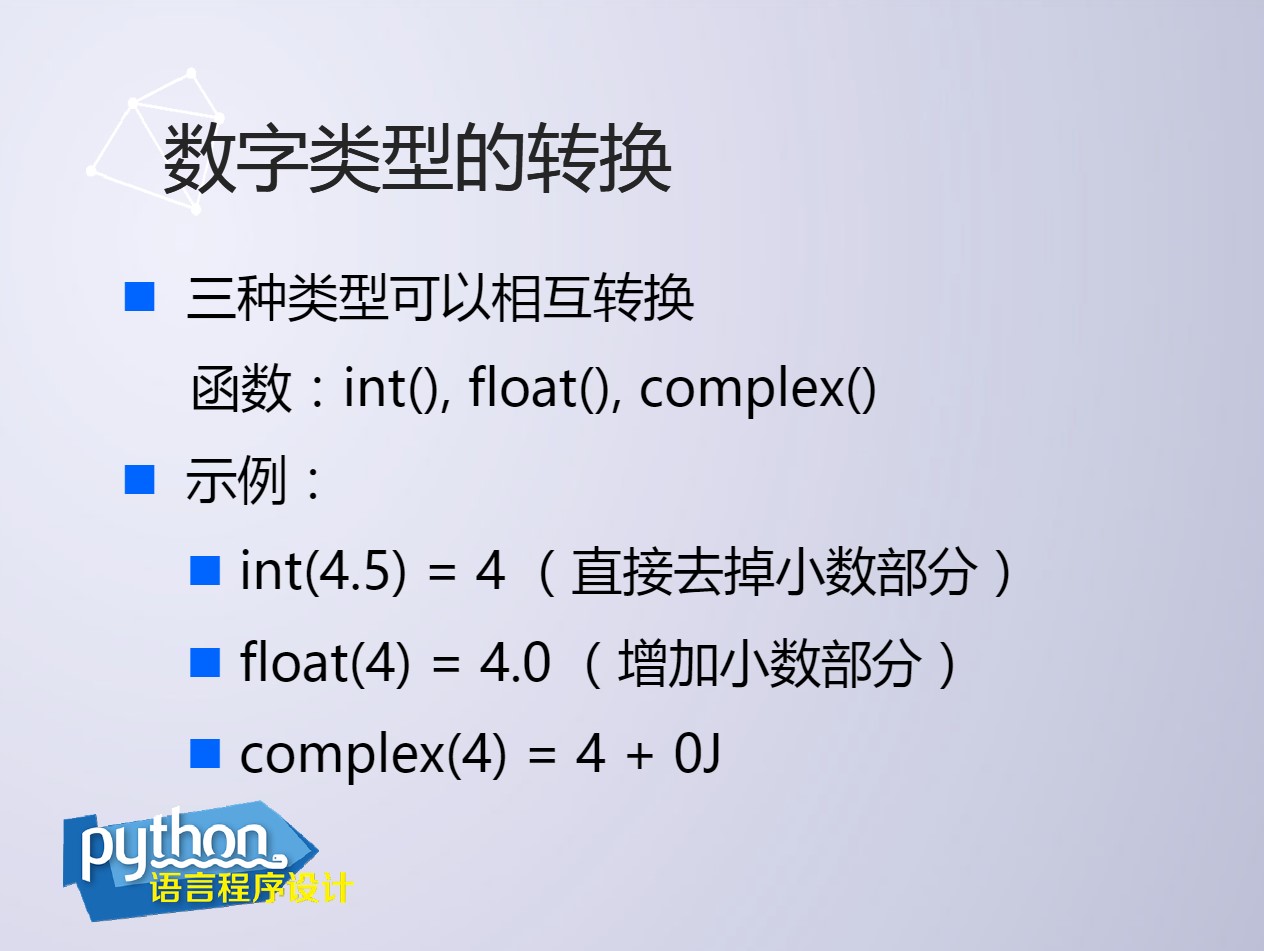 数字类型的转换
三种类型可以相互转换
函数：int(), float(), complex()
示例：
int(4.5) = 4 （直接去掉小数部分）
float(4) = 4.0 （增加小数部分）
complex(4) = 4 + 0J
python
语言程序设计